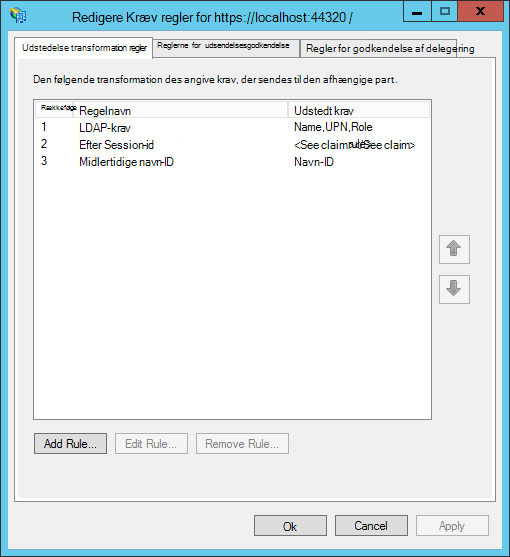 Redigere Kræv regler for https://localhost:44320 /
Udstedelse transformation regler
Reglerne for udsendelsesgodkendelse
Regler for godkendelse af delegering
Den følgende transformation des angive krav, der sendes til den afhængige part.
Rækkefølge Regelnavn Udstedt krav
1 LDAP-krav Name,UPN,Role
2 Efter Session-id <See claim rule></See claim>
3 Midlertidige navn-ID Navn-ID
Add Rule... Edit Rule... Remove Rule...
Ok Cancel Apply